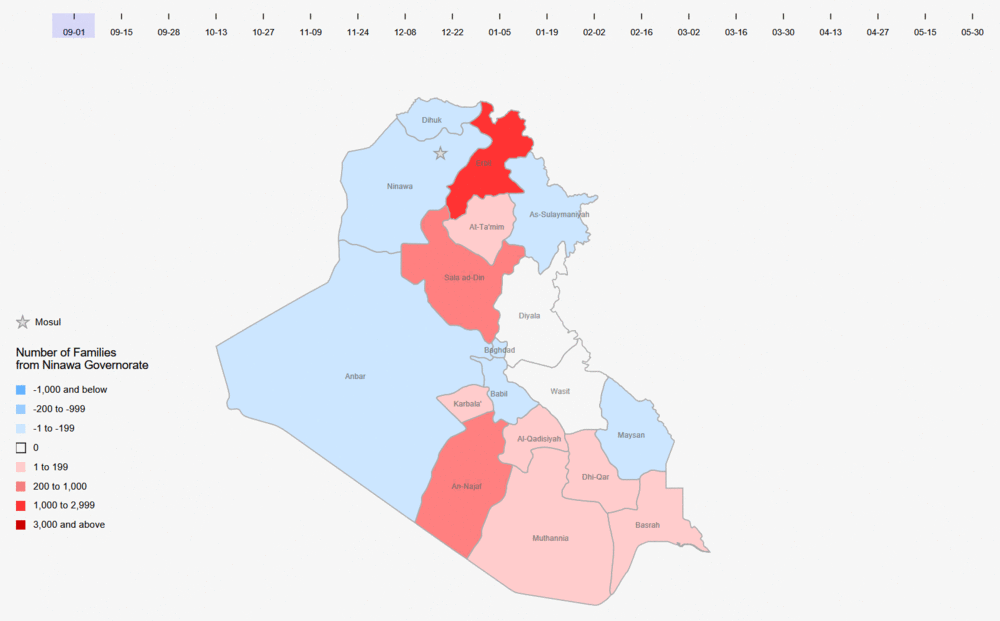 09-01 09-15 09-28 10-13 10-27 11-09 11-24 12-08 12-22 01-05 01-19 02-02 02-16 03-02 03-16 03-30 04-13 04-27 05-15 05-30
Dihuk
Ninawa
As-Sulaymaniyah
At-Ta'mim
Sala ad-Din
Diyala
Mosul
Baghdad
Number of Families
from Ninawa Governorate
Anbar
-1,000 and below
Babil
Wasit
Karbala'
-200 to -999
-1 to -199
Maysan
Al-Qadisiyah
0
1 to 199
Dhi-Qar
An-Najaf
200 to 1,000
1,000 to 2,999
3,000 and above
Basrah
Muthannia